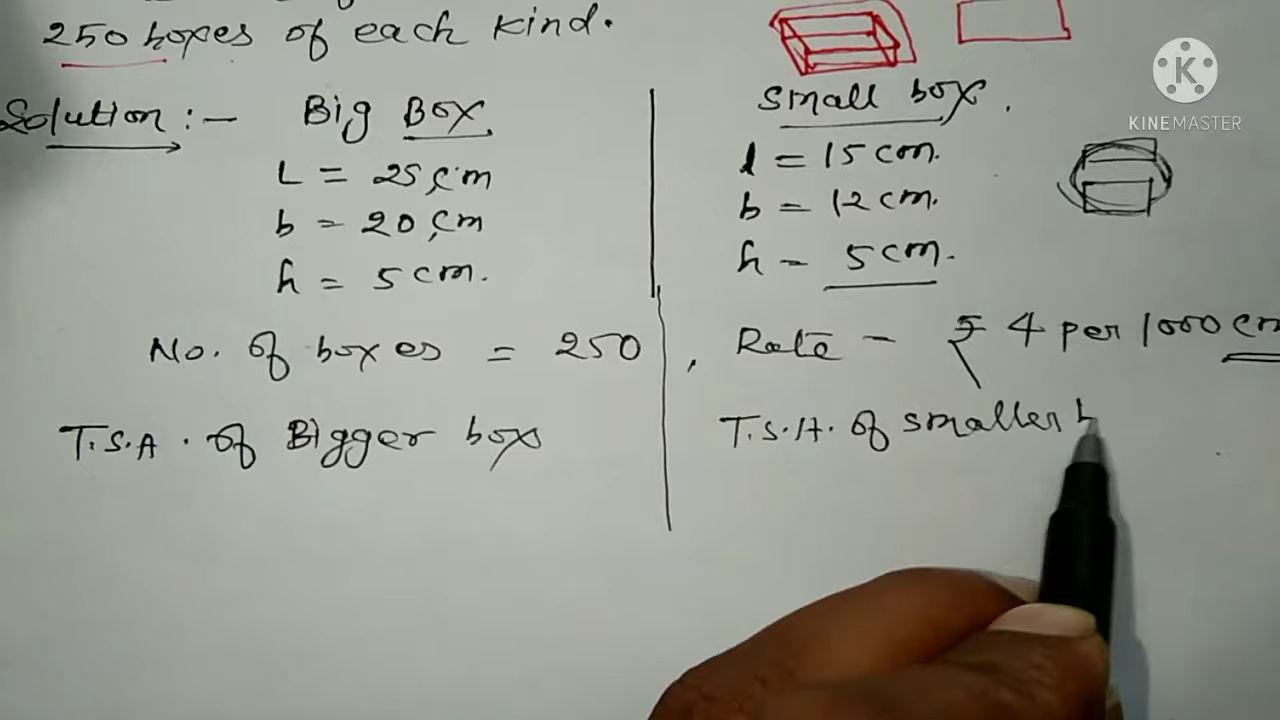 250 boxes of each kind.
Solution :- Big Box
L = 25 cm
b = 20 cm
h = 5 cm.
small box.
l = 15 cm.
b = 12 cm.
h = 5 cm.
No. of boxes = 250, Rate - ₹ 4 per 1000 cm
T.S.A. of Bigger box
T.S.A. of smaller b
K
KINEMASTER